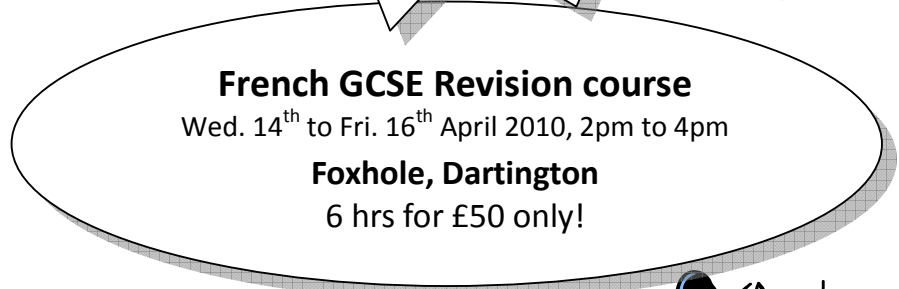 French GCSE Revision course
Wed. 14th to Fri. 16th April 2010, 2pm to 4pm
Foxhole, Dartington
6 hrs for £50 only!